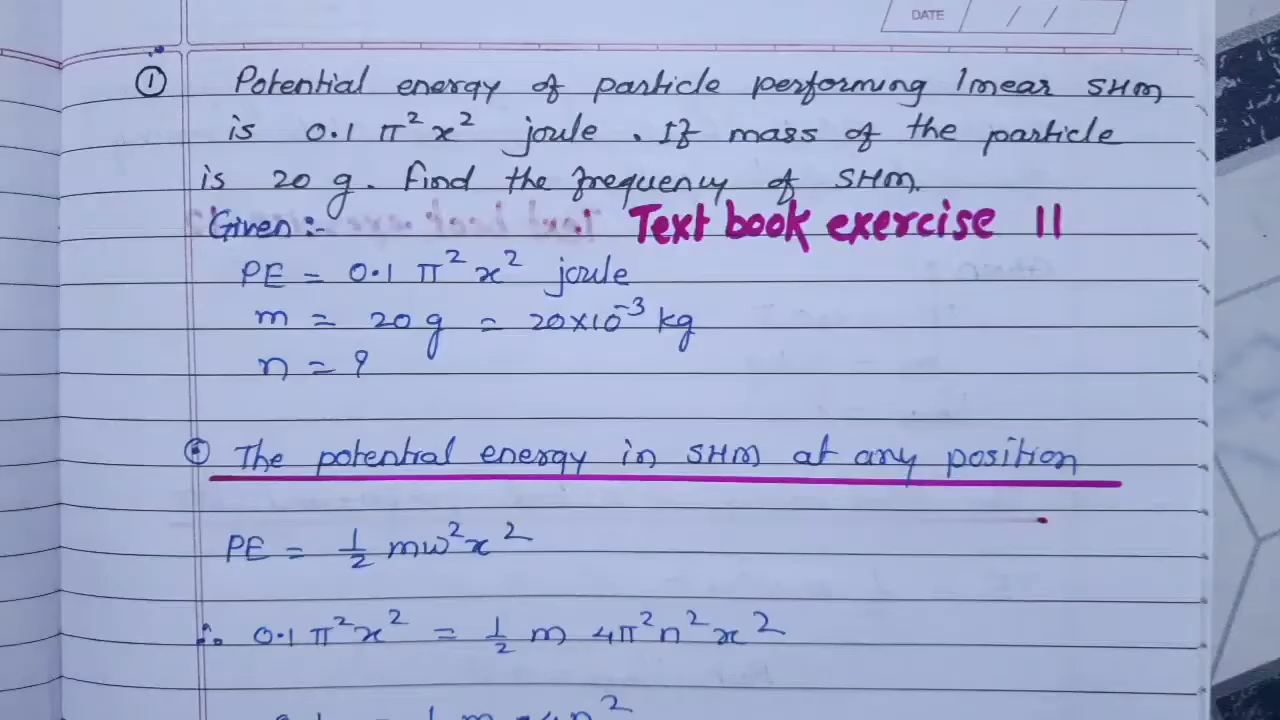 DATE / /
① Potential energy of particle performing linear SHM
is 0.1 π²x² joule. If mass of the particle
is 20 g. Find the frequency of SHM.
Given :- Text book exercise 11
PE = 0.1 π² x² joule
m = 20 g = 20×10⁻³ kg
n = ?
The potential energy in SHM at any position
PE = ½ mω²x²
∴ 0.1 π²x² = ½ m 4π²n²x²